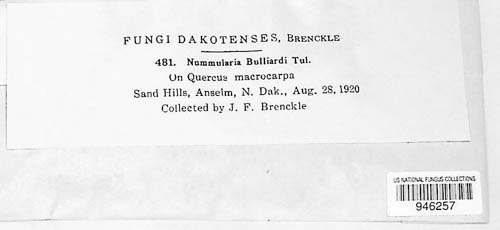 FUNGI DAKOTENSES, BRENCKLE
481. Nummularia Bulliardi Tul.
On Quercus macrocarpa
Sand Hills, Anselm, N. Dak., Aug. 28, 1920
Collected by J. F. Brenckle
US NATIONAL FUNGUS COLLECTIONS
946257